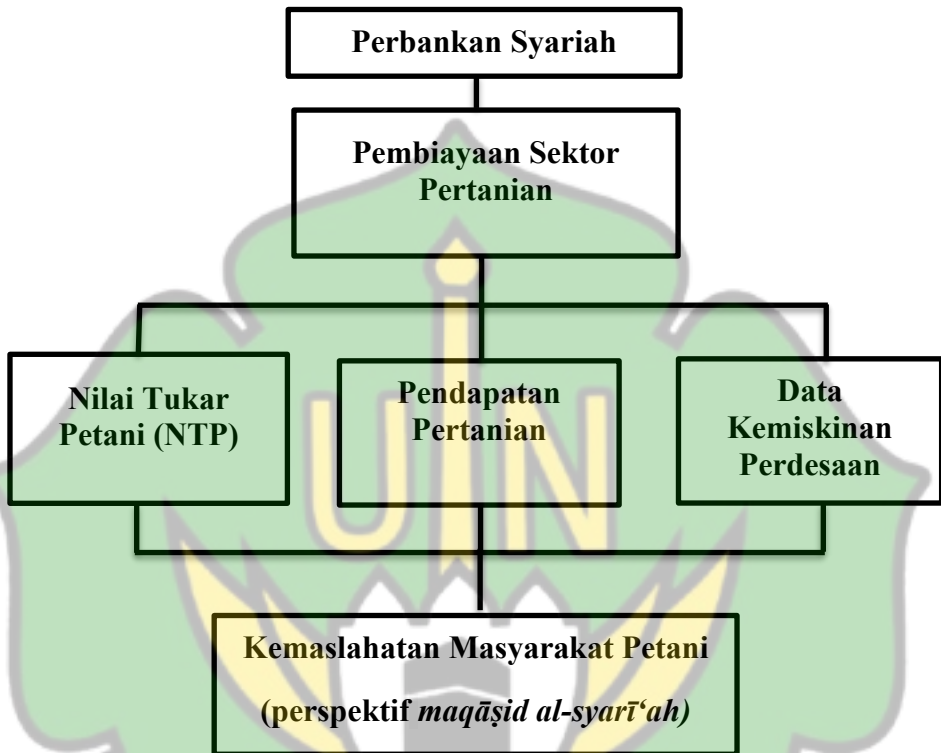 Perbankan Syariah
Pembiayaan Sektor
Pertanian
Nilai Tukar
Petani (NTP)
Pendapatan
Pertanian
Data
Kemiskinan
Perdesaan
UIN
Kemaslahatan Masyarakat Petani
(perspektif maqāṣid al-syarī‘ah)